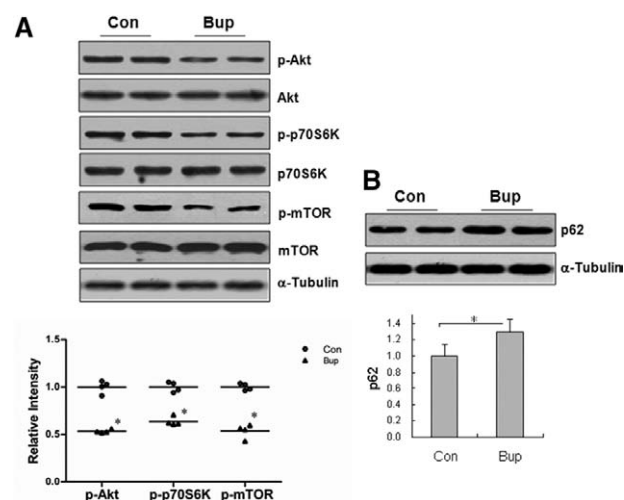 A
Con Bup
p-Akt
Akt
p-p70S6K
p70S6K
p-mTOR
mTOR
α-Tubulin
1.5
1.0
0.5
0.0
Relative Intensity
* * *
p-Akt p-p70S6K p-mTOR
Con
Bup
B
Con Bup
p62
α-Tubulin
*
1.4
1.2
1.0
0.8
0.6
0.4
0.2
0.0
p62
Con Bup